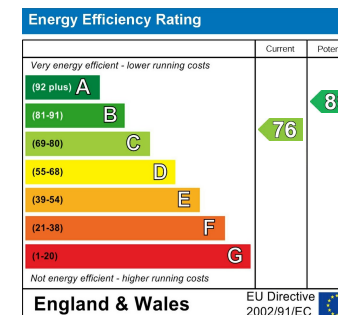 Energy Efficiency Rating
Current
Very energy efficient - lower running costs
(92 plus) A
(81-91) B
(69-80) C
76
(55-68) D
(39-54) E
(21-38) F
(1-20) G
Not energy efficient - higher running costs
England & Wales
EU Directive
2002/91/EC